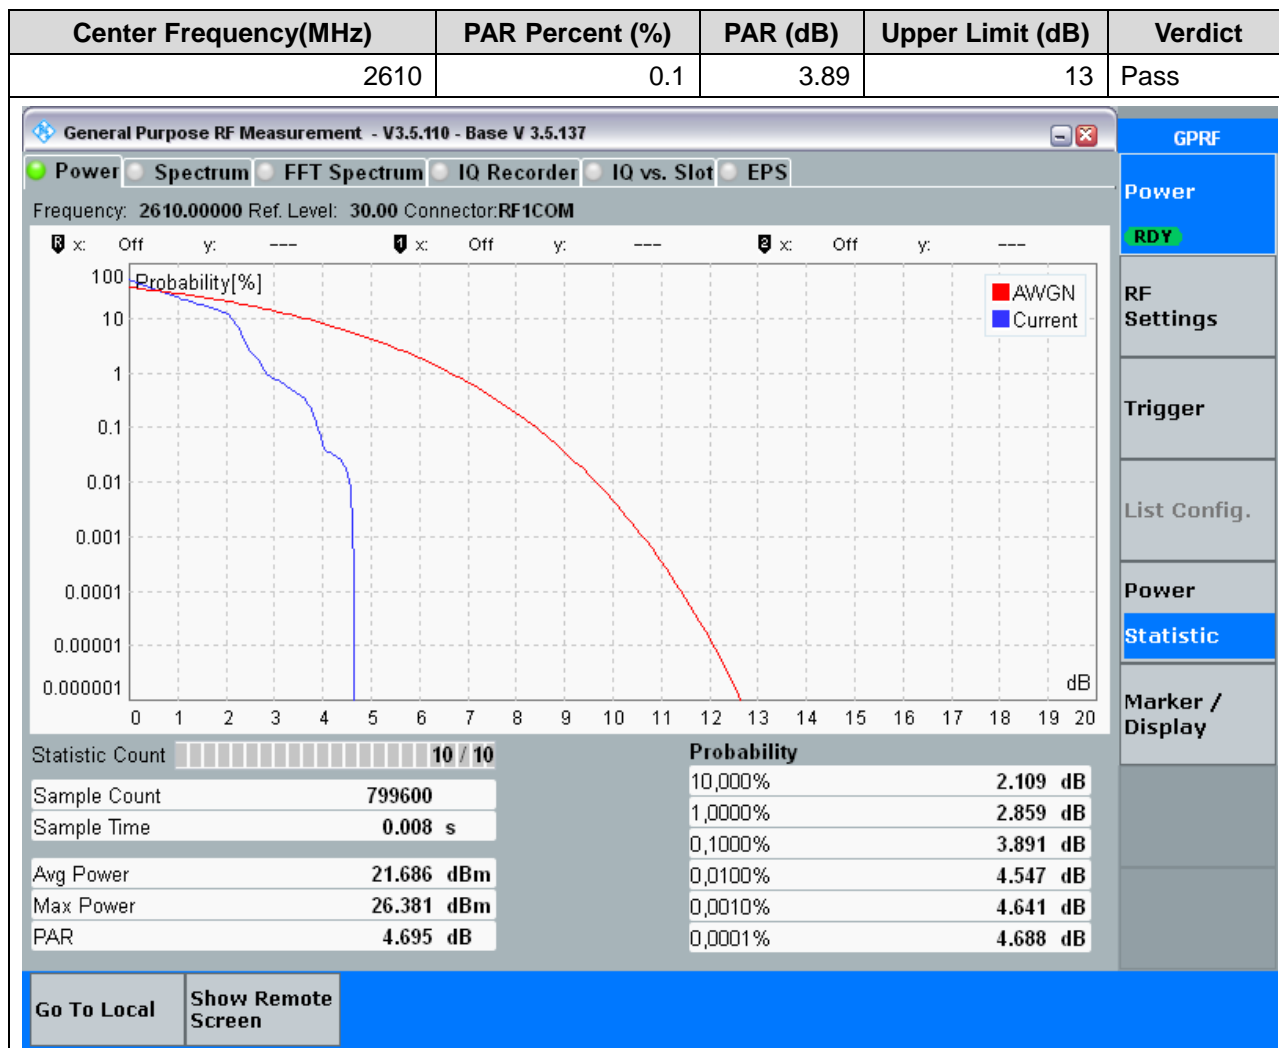 Center Frequency(MHz) PAR Percent (%) PAR (dB) Upper Limit (dB) Verdict
2610 0.1 3.89 13 Pass
General Purpose RF Measurement - V3.5.110 - Base V 3.5.137
GPRF
Power Spectrum FFT Spectrum IQ Recorder IQ vs. Slot EPS
Frequency: 2610.00000 Ref. Level: 30.00 Connector:RF1COM
R x: Off y: --- 1 x: Off y: --- 2 x: Off y: ---
Probability[%]
AWGN
Current
100
10
1
0.1
0.01
0.001
0.0001
0.00001
0.000001
dB
0 1 2 3 4 5 6 7 8 9 10 11 12 13 14 15 16 17 18 19 20
Statistic Count 10 / 10
Sample Count 799600
Sample Time 0.008 s
Avg Power 21.686 dBm
Max Power 26.381 dBm
PAR 4.695 dB
Probability
10,000% 2.109 dB
1,0000% 2.859 dB
0,1000% 3.891 dB
0,0100% 4.547 dB
0,0010% 4.641 dB
0,0001% 4.688 dB
Power
RDY
RF
Settings
Trigger
List Config.
Power
Statistic
Marker /
Display
Go To Local
Show Remote
Screen